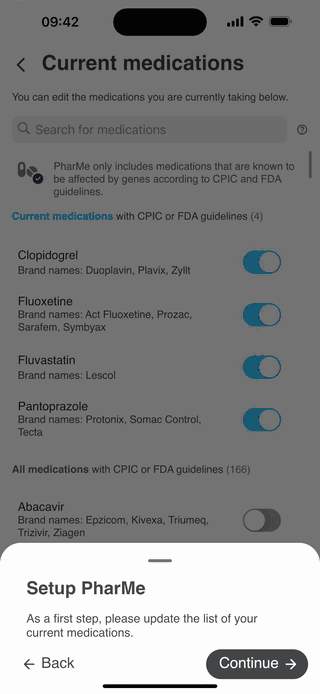 09:42
Current medications
You can edit the medications you are currently taking below.
Search for medications
PharMe only includes medications that are known to
be affected by genes according to CPIC and FDA
guidelines.
Current medications with CPIC or FDA guidelines (4)
Clopidogrel
Brand names: Duoplavin, Plavix, Zyllt
Fluoxetine
Brand names: Act Fluoxetine, Prozac,
Sarafem, Symbyax
Fluvastatin
Brand names: Lescol
Pantoprazole
Brand names: Protonix, Somac Control,
Tecta
All medications with CPIC or FDA guidelines (166)
Abacavir
Brand names: Epzicom, Kivexa, Triumeq,
Trizivir, Ziagen
Setup PharMe
As a first step, please update the list of your
current medications.
Back
Continue